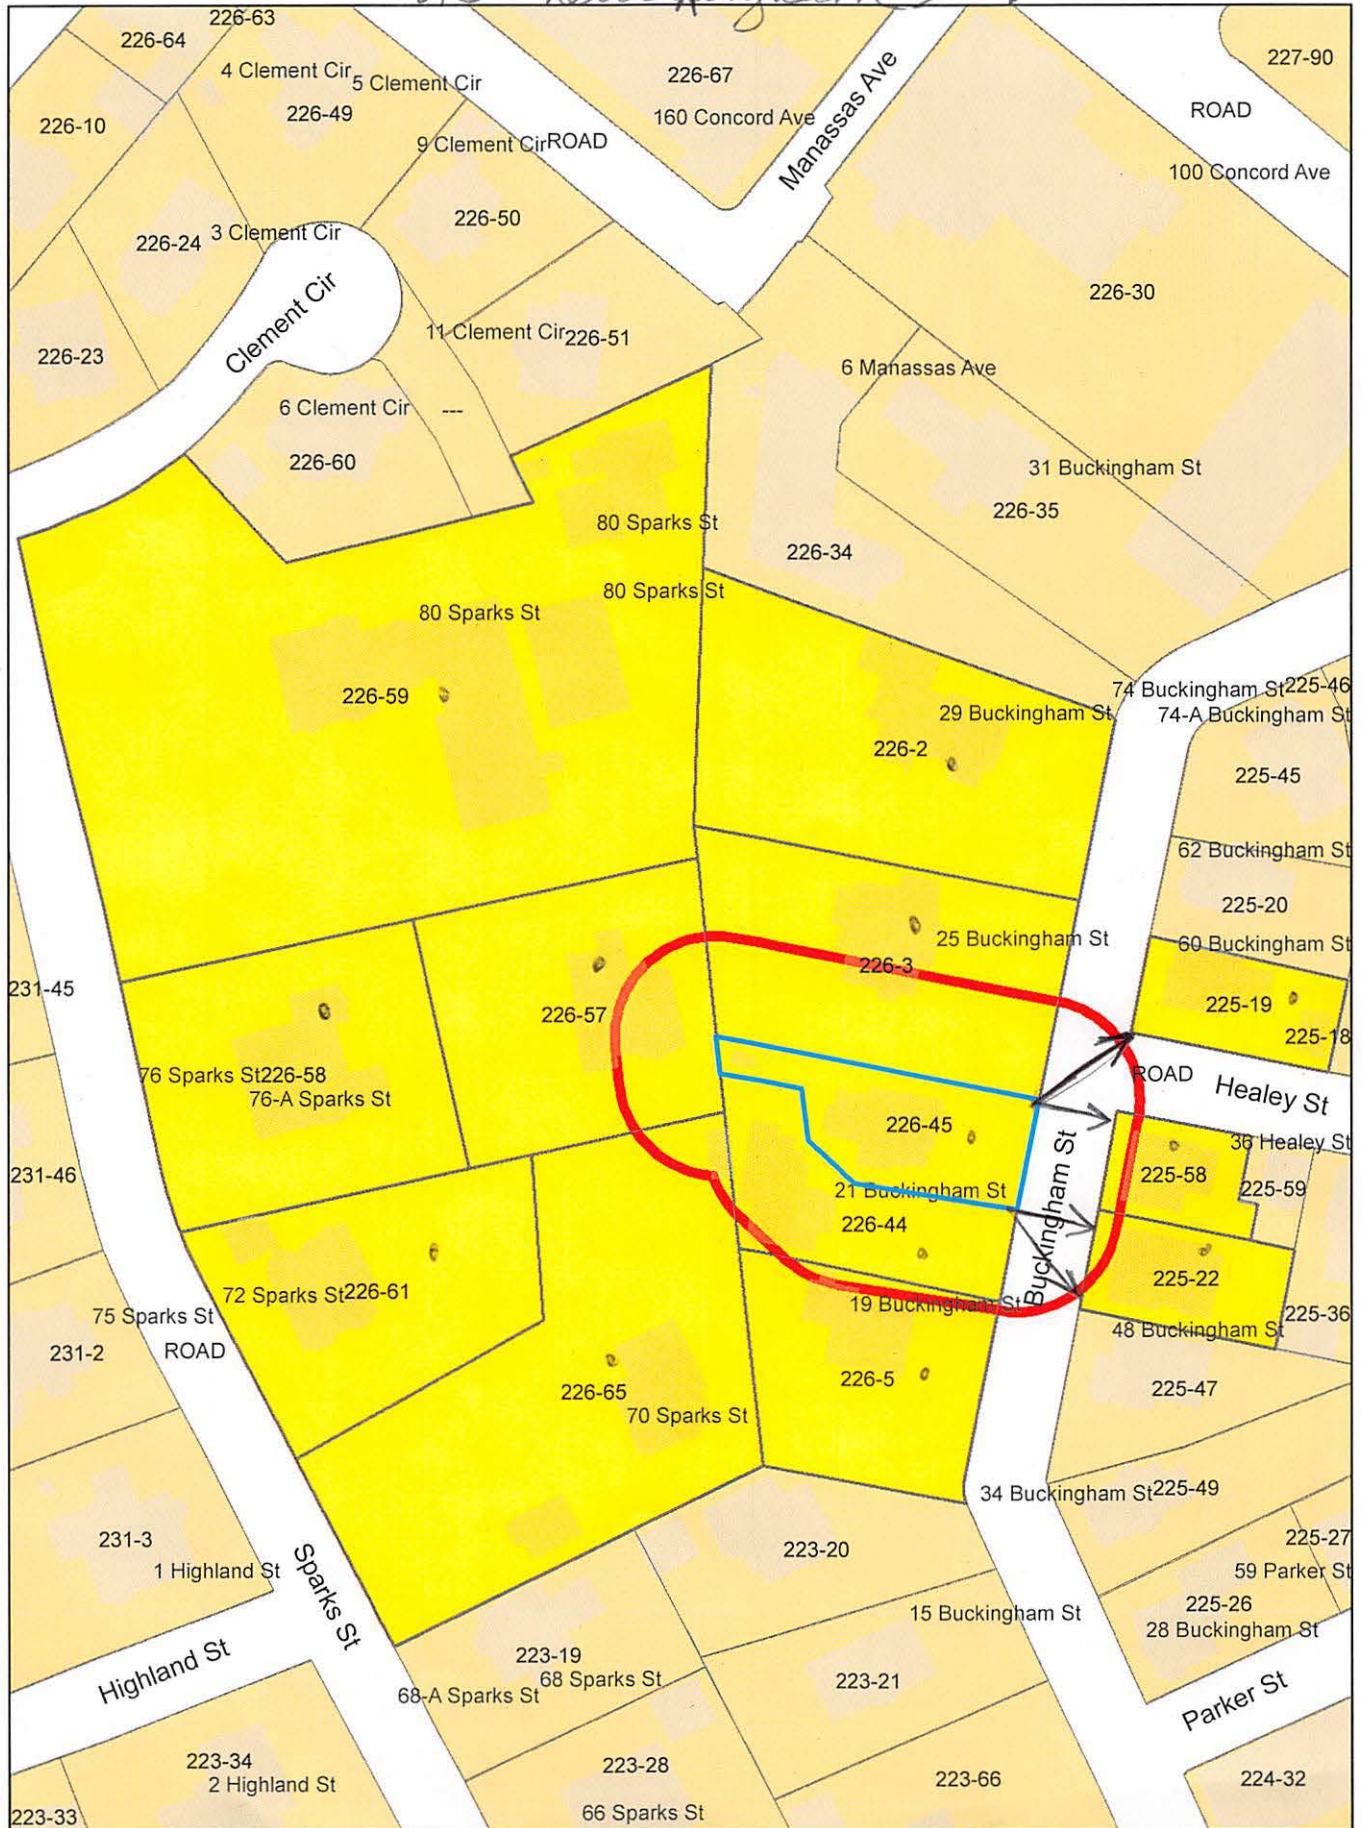 226-63
226-64
4 Clement Cir
5 Clement Cir
226-67
227-90
226-10
226-49
160 Concord Ave
Manassas Ave
ROAD
9 Clement Cir
ROAD
100 Concord Ave
226-50
226-24
3 Clement Cir
226-30
Clement Cir
11 Clement Cir
226-51
226-23
6 Manassas Ave
6 Clement Cir
---
226-60
31 Buckingham St
226-35
80 Sparks St
226-34
80 Sparks St
80 Sparks St
226-59
74 Buckingham St
225-46
29 Buckingham St
74-A Buckingham St
226-2
225-45
62 Buckingham St
225-20
25 Buckingham St
60 Buckingham St
226-3
231-45
226-57
225-19
225-18
76 Sparks St
226-58
ROAD
Healey St
76-A Sparks St
226-45
36 Healey St
231-46
225-58
225-59
21 Buckingham St
226-44
Buckingham St
225-22
72 Sparks St
226-61
19 Buckingham St
75 Sparks St
225-36
48 Buckingham St
231-2
ROAD
226-5
226-65
225-47
70 Sparks St
34 Buckingham St
225-49
231-3
223-20
225-27
1 Highland St
59 Parker St
Sparks St
225-26
15 Buckingham St
28 Buckingham St
Highland St
223-19
68 Sparks St
223-21
68-A Sparks St
Parker St
223-34
223-28
223-66
224-32
2 Highland St
223-33
66 Sparks St